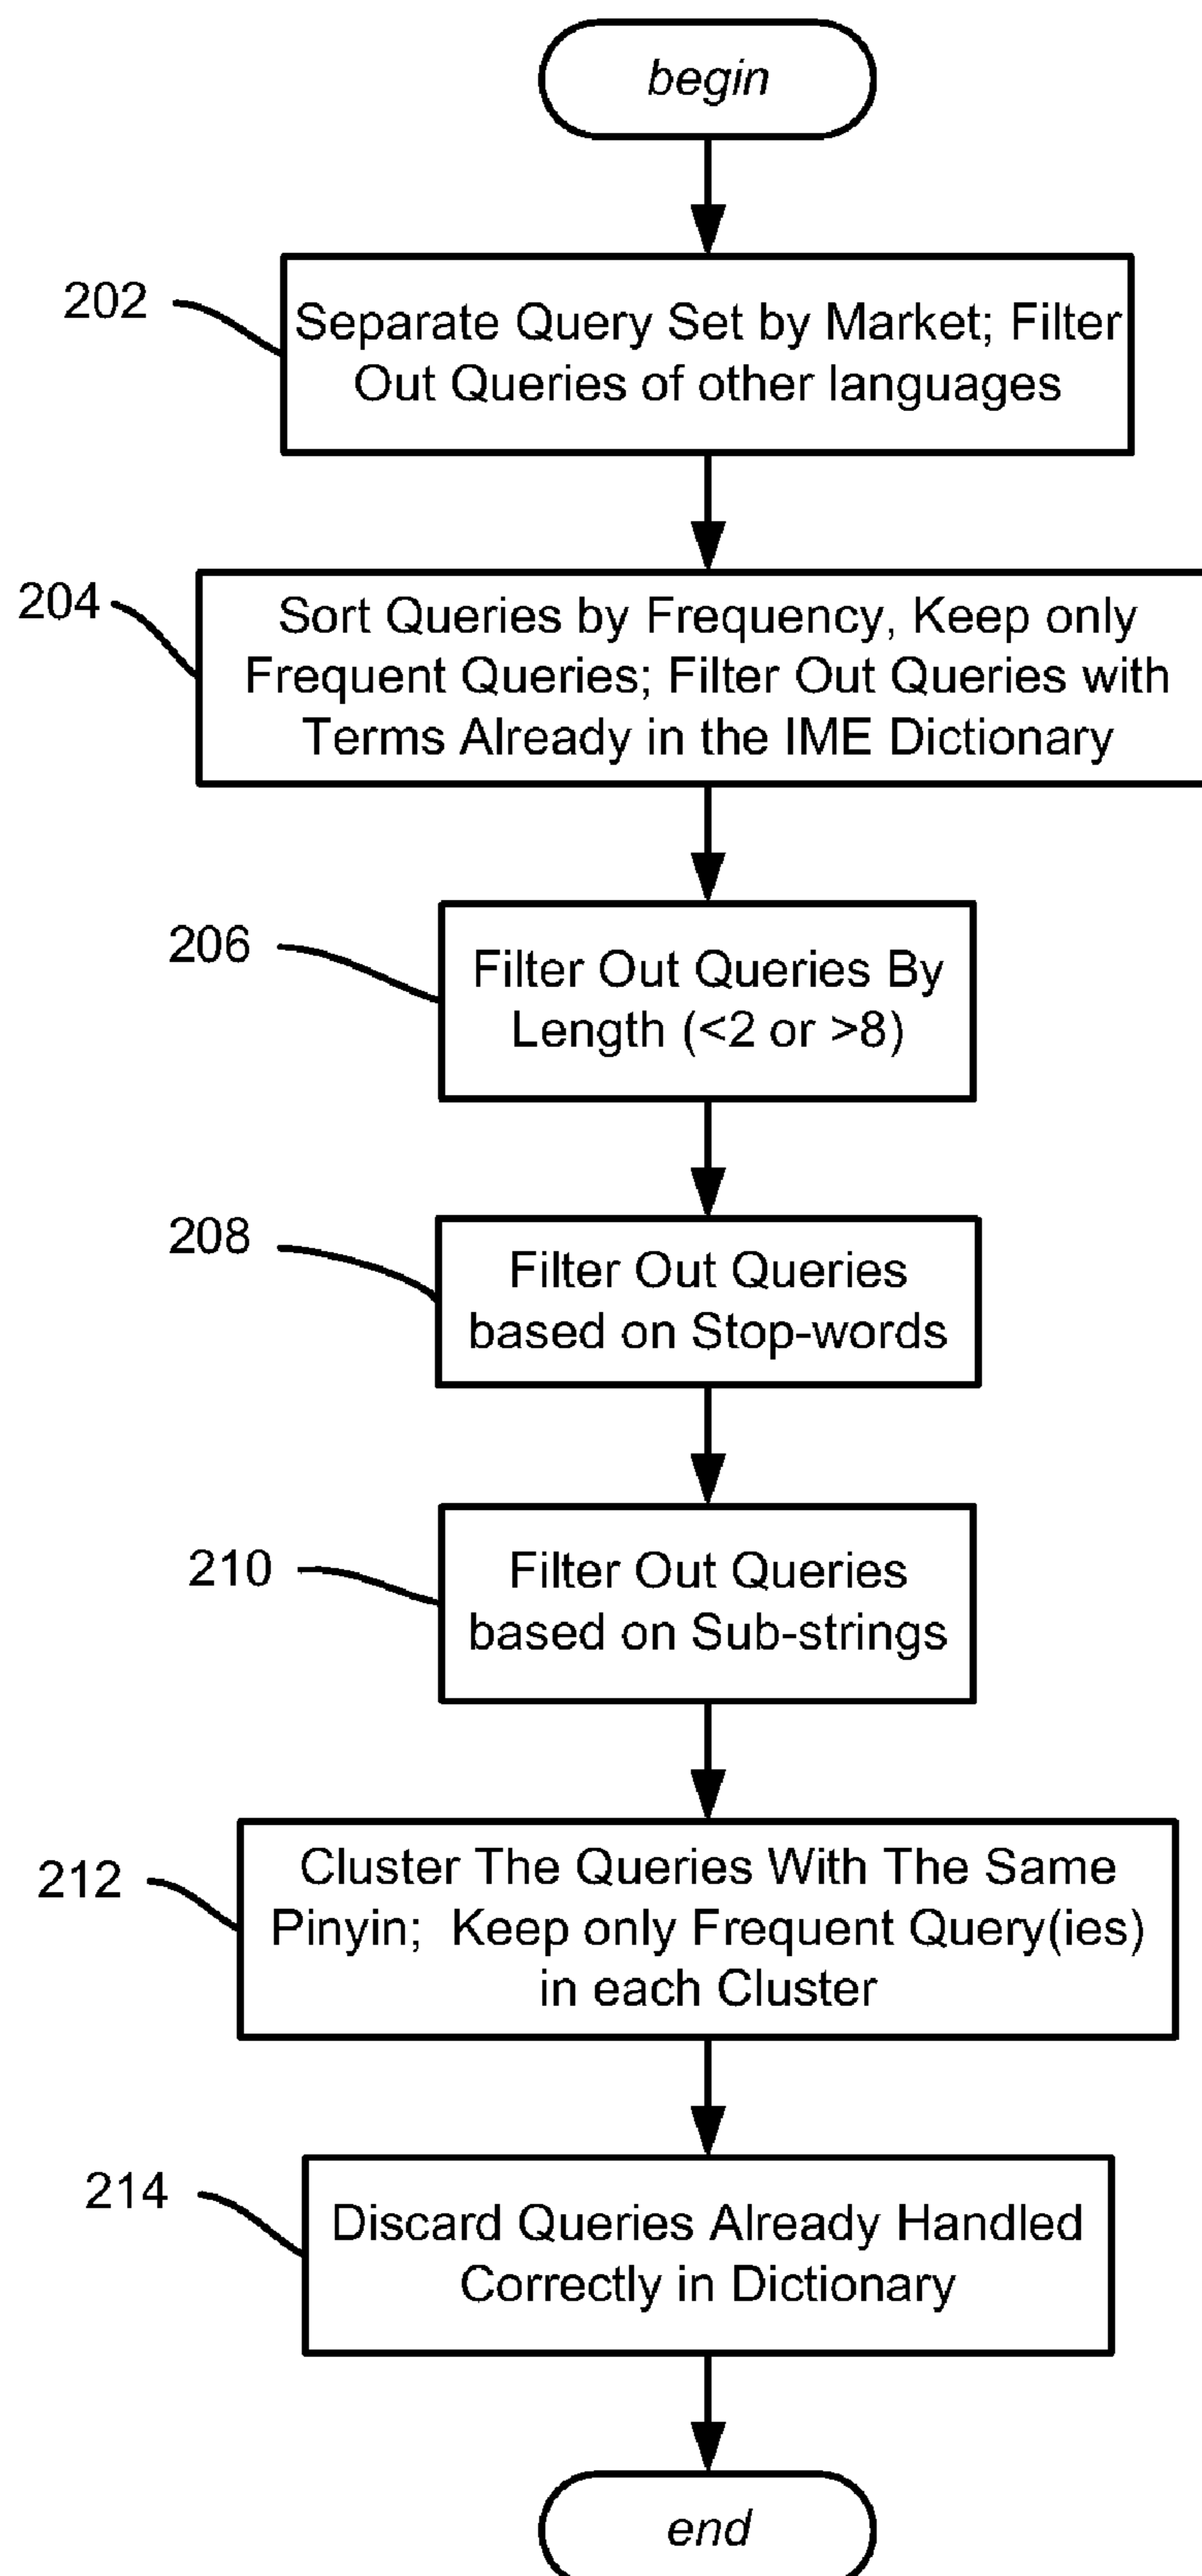 begin
202
Separate Query Set by Market; Filter
Out Queries of other languages
204
Sort Queries by Frequency, Keep only
Frequent Queries; Filter Out Queries with
Terms Already in the IME Dictionary
206
Filter Out Queries By
Length (<2 or >8)
208
Filter Out Queries
based on Stop-words
210
Filter Out Queries
based on Sub-strings
212
Cluster The Queries With The Same
Pinyin; Keep only Frequent Query(ies)
in each Cluster
214
Discard Queries Already Handled
Correctly in Dictionary
end